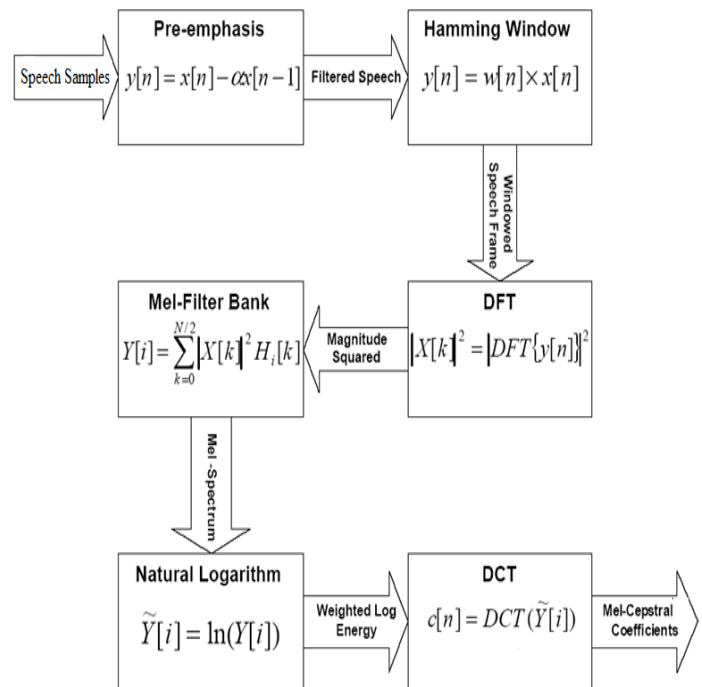 Pre-emphasis
Speech Samples
y[n] = x[n] − αx[n −1]
Filtered Speech
Hamming Window
y[n] = w[n]×x[n]
Windowed
Speech Frame
DFT
|X[k]|² = |DFT{y[n]}|²
Magnitude
Squared
Mel-Filter Bank
Y[i] = ∑_{k=0}^{N/2} |X[k]|² H_i[k]
Mel -Spectrum
Natural Logarithm
Ỹ[i] = ln(Y[i])
Weighted Log
Energy
DCT
c[n] = DCT(Ỹ[i])
Mel-Cepstral
Coefficients